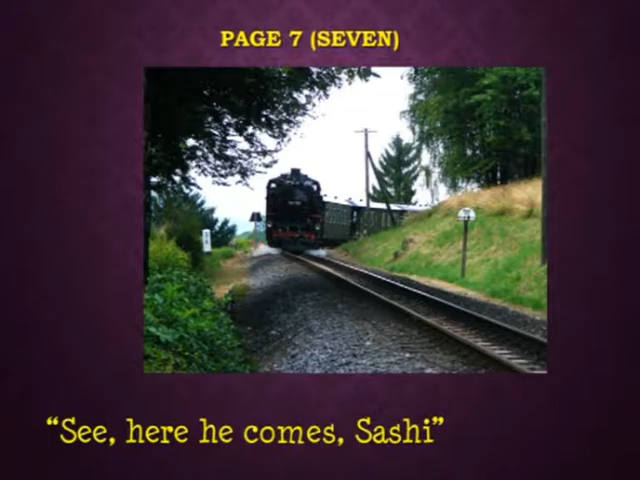 PAGE 7 (SEVEN)
“See, here he comes, Sashi”